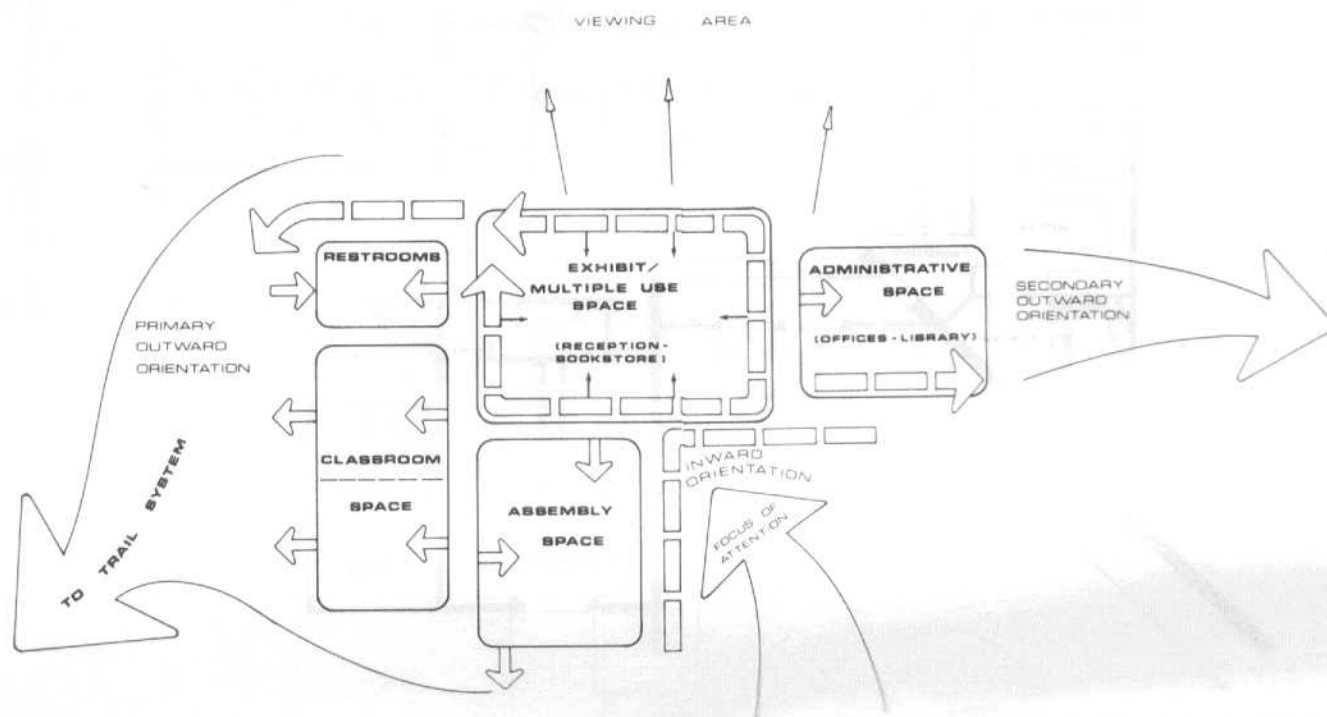 VIEWING AREA
RESTROOMS
EXHIBIT/
MULTIPLE USE
SPACE
(RECEPTION-
BOOKSTORE)
ADMINISTRATIVE
SPACE
(OFFICES-LIBRARY)
SECONDARY
OUTWARD
ORIENTATION
PRIMARY
OUTWARD
ORIENTATION
TO TRAIL SYSTEM
CLASSROOM
SPACE
ASSEMBLY
SPACE
INWARD
ORIENTATION
FOCUS OF
ATTENTION